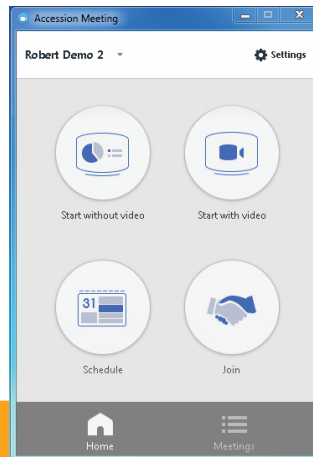 Accession Meeting
Robert Demo 2 Settings
Start without video Start with video
31
Schedule Join
Home Meetings